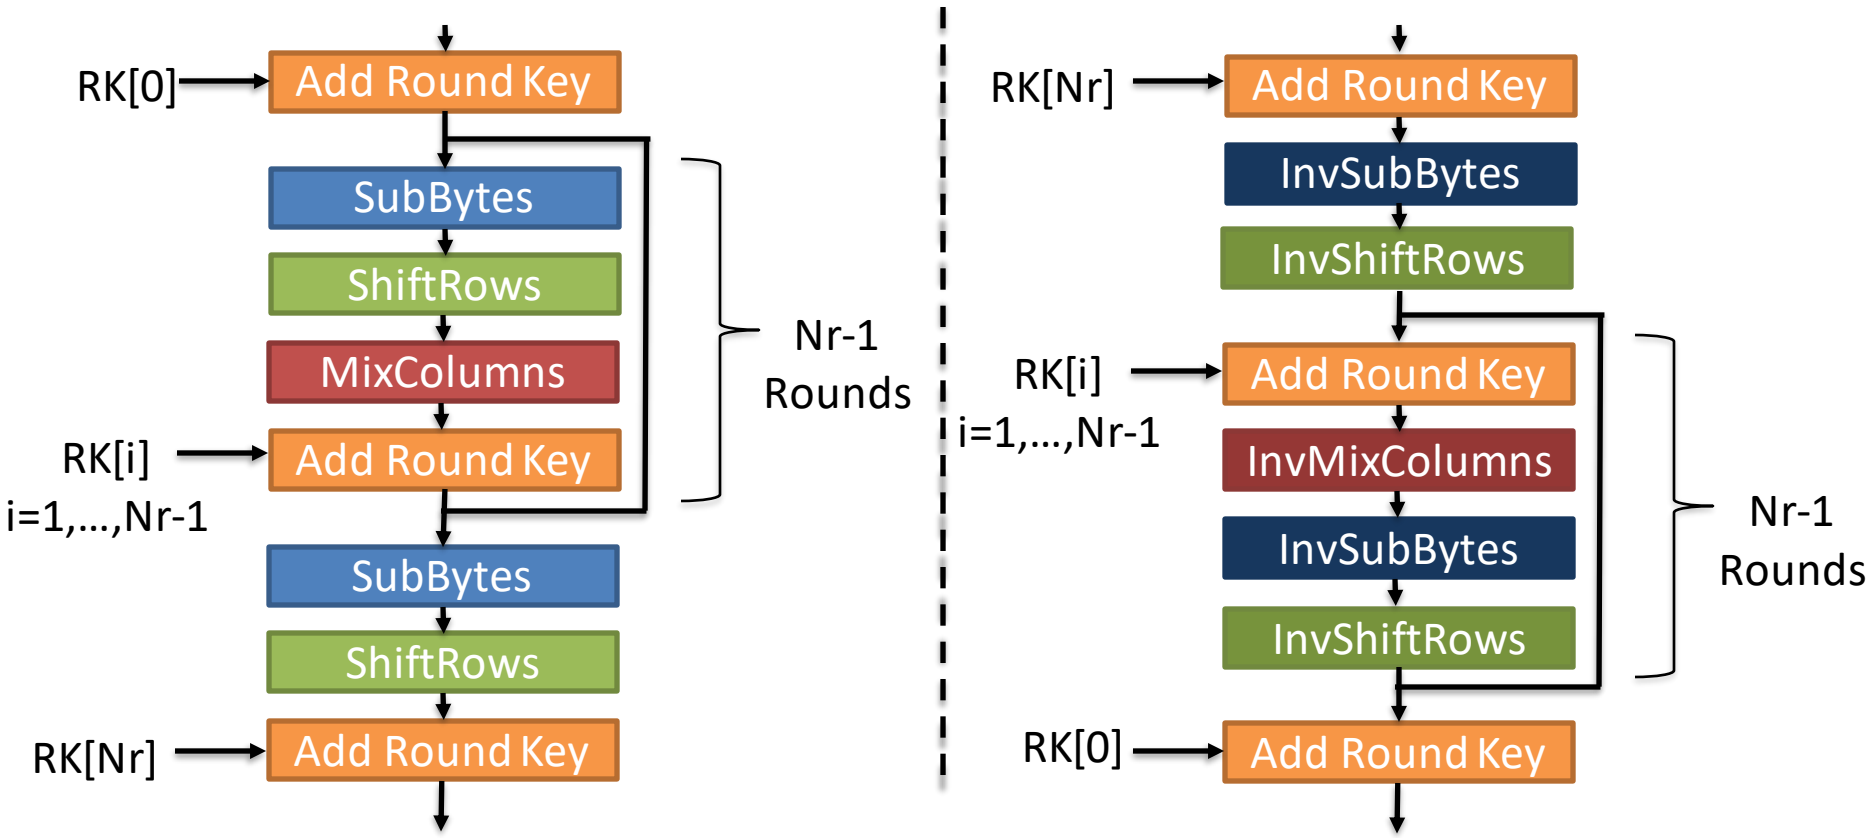 RK[0]
Add Round Key
SubBytes
ShiftRows
MixColumns
RK[i]
i=1,...,Nr-1
Add Round Key
Nr-1
Rounds
SubBytes
ShiftRows
RK[Nr]
Add Round Key
RK[Nr]
Add Round Key
InvSubBytes
InvShiftRows
RK[i]
i=1,...,Nr-1
Add Round Key
InvMixColumns
InvSubBytes
InvShiftRows
Nr-1
Rounds
RK[0]
Add Round Key